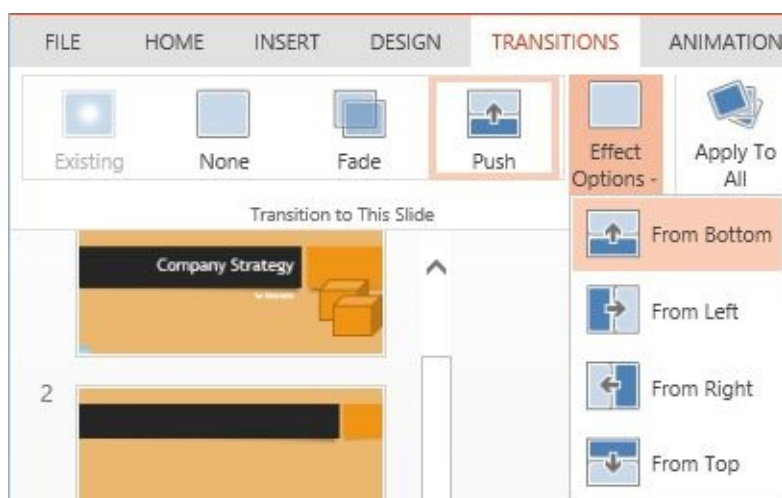 FILE HOME INSERT DESIGN TRANSITIONS ANIMATION
Existing None Fade Push Effect Options Apply To All
Transition to This Slide
From Bottom
Company Strategy
From Left
2
From Right
From Top